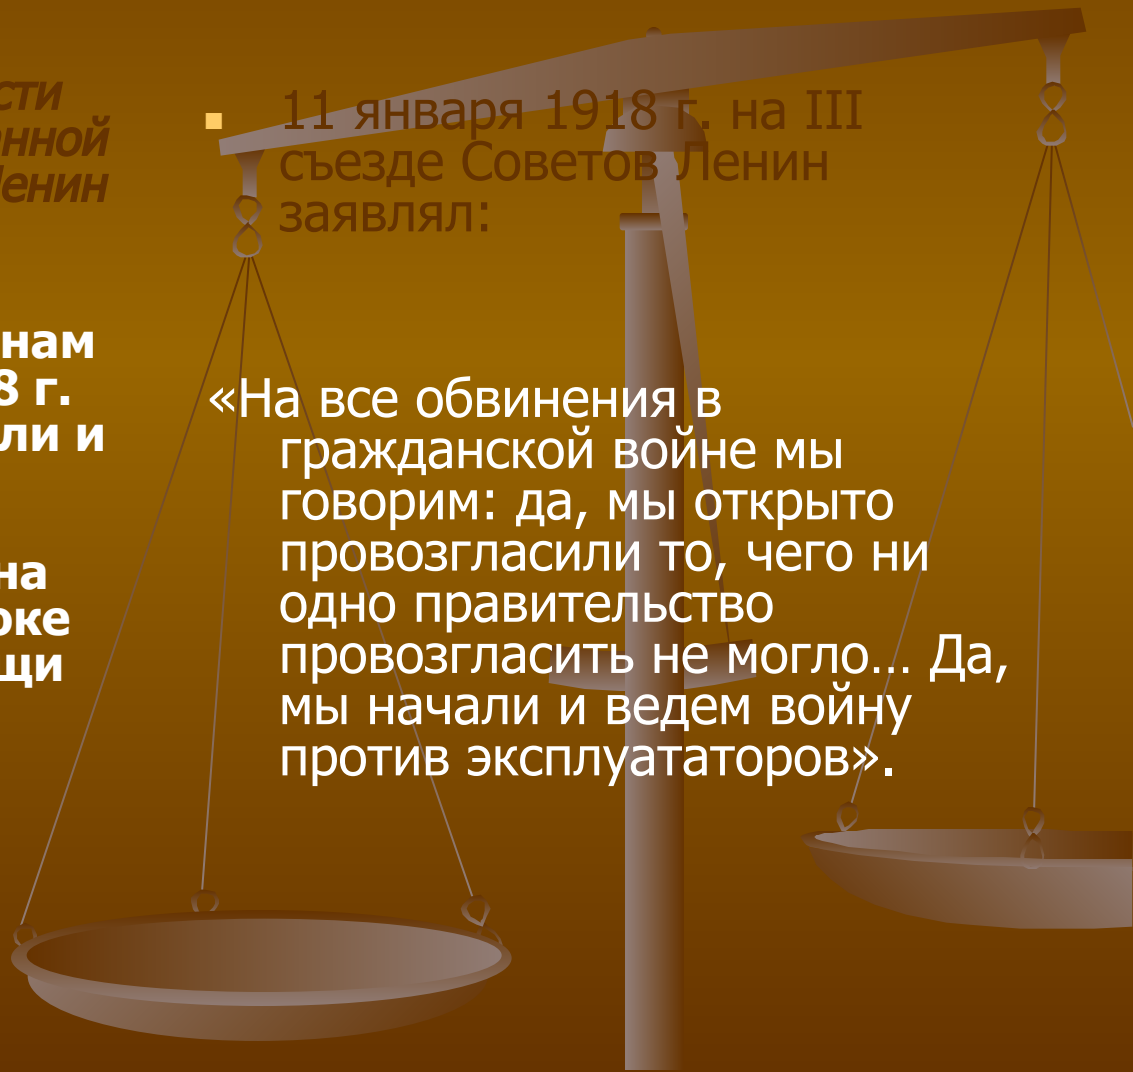 сти
нной
Ленин
нам
8 г.
ли и
на
оке
щи
11 января 1918 г. на III
съезде Советов Ленин
заявлял:
«На все обвинения в
гражданской войне мы
говорим: да, мы открыто
провозгласили то, чего ни
одно правительство
провозгласить не могло… Да,
мы начали и ведем войну
против эксплуататоров».